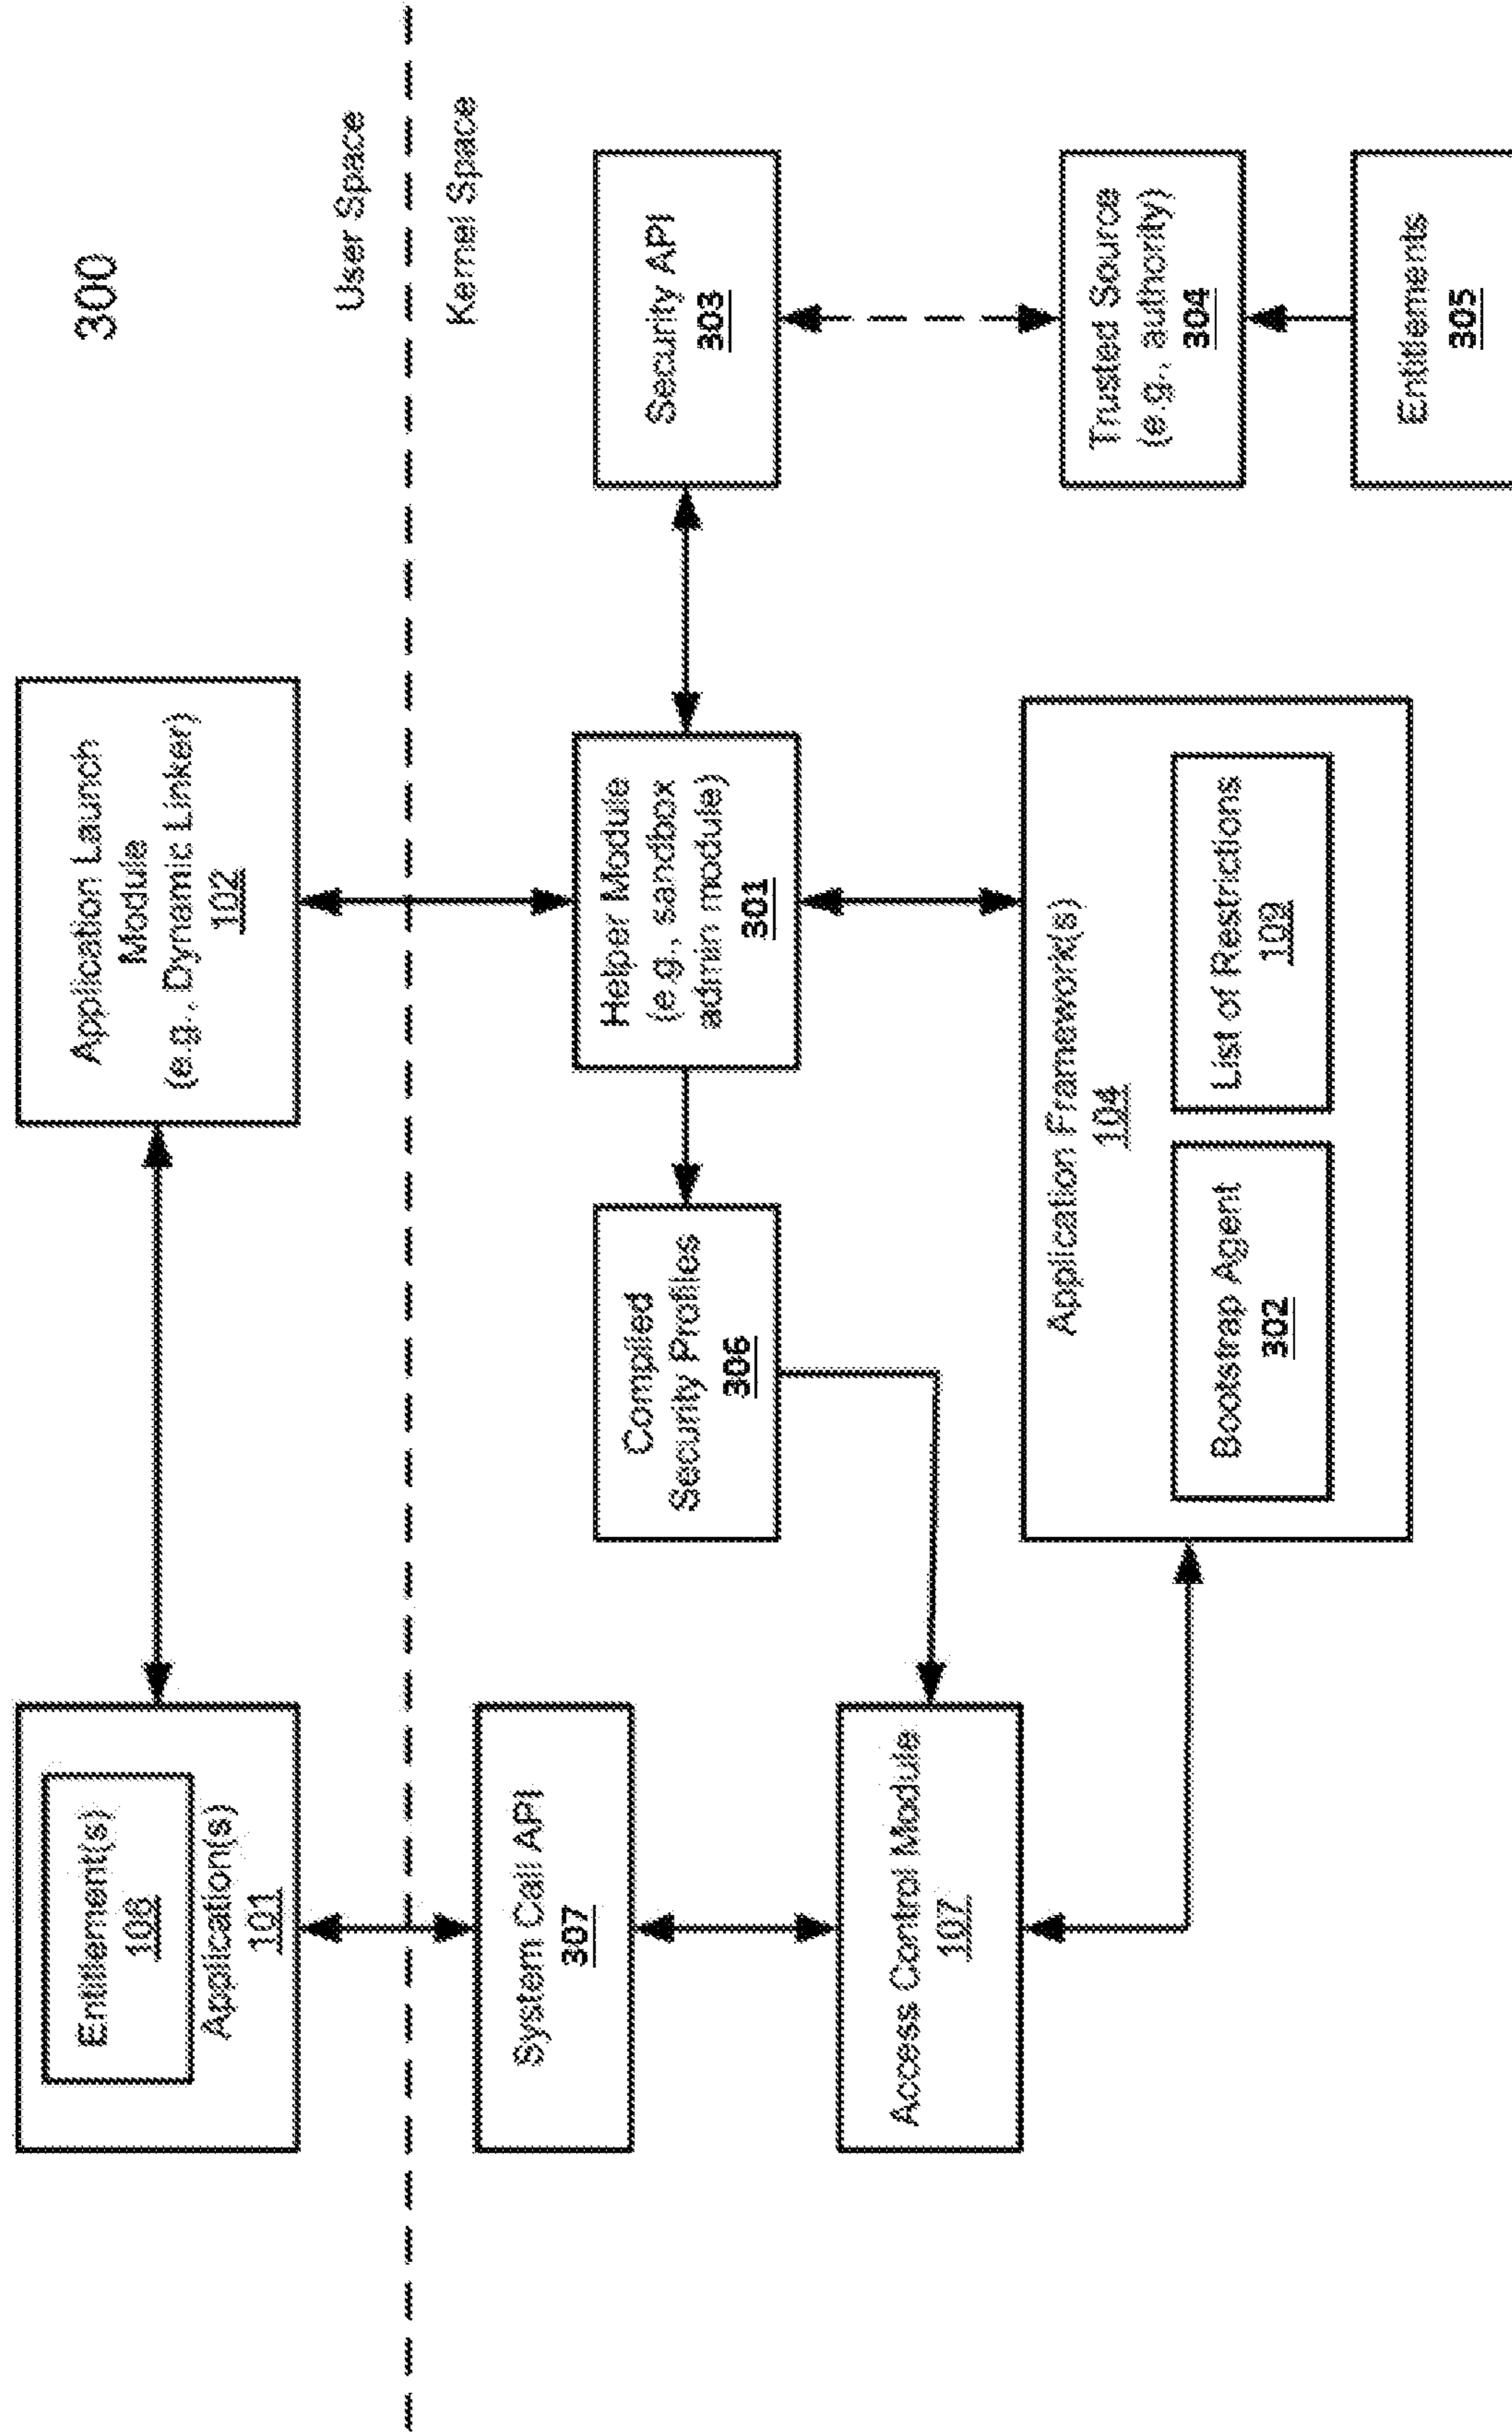 300
Entitlement(s)
108
Application(s)
101
Application Launch
Module
(e.g., Dynamic Linker)
102
User Space
Kernel Space
System Call API
307
Compiled
Security Profiles
306
Helper Module
(e.g., sandbox
admin module)
301
Security API
303
Access Control Module
107
Application Framework(s)
104
Bootstrap Agent
302
List of Restrictions
109
Trusted Source
(e.g., authority)
304
Entitlements
305